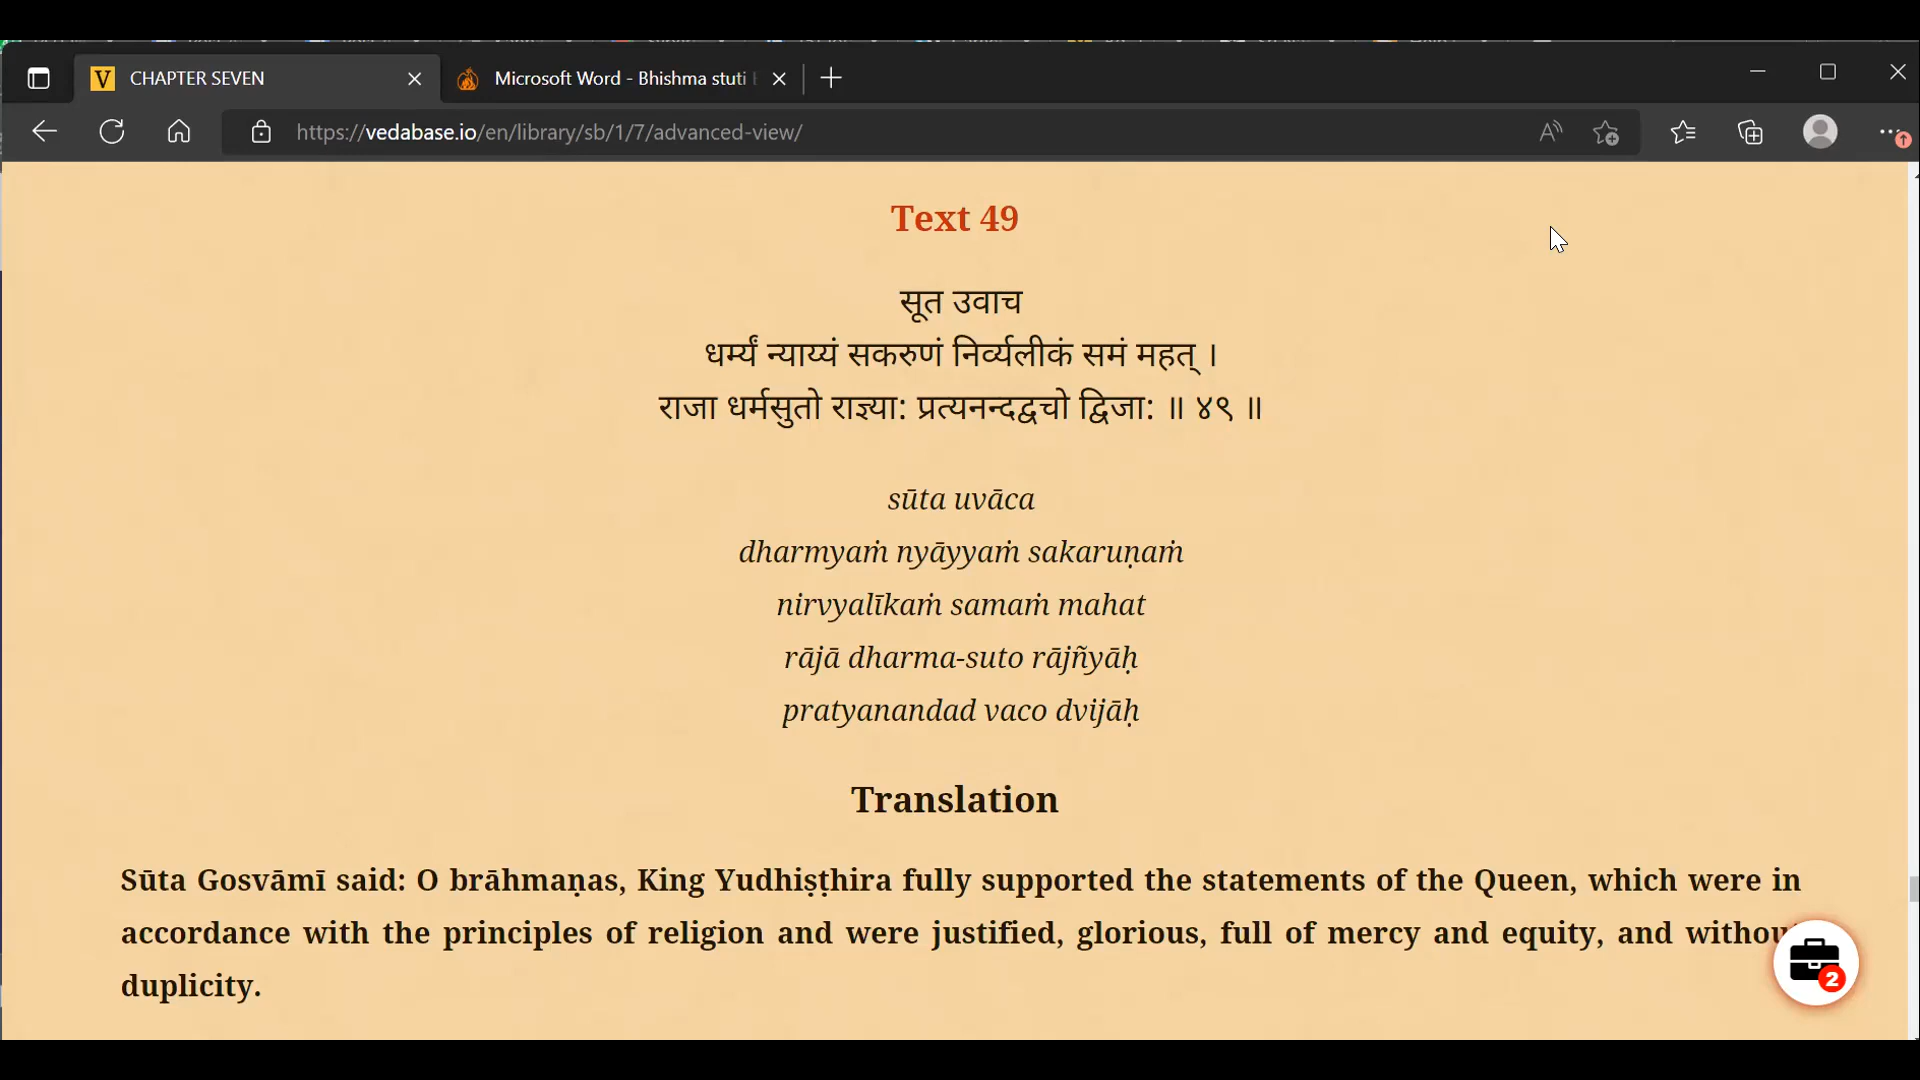 CHAPTER SEVEN
Microsoft Word - Bhishma stuti
https://vedabase.io/en/library/sb/1/7/advanced-view/
Text 49
सूत उवाच
धर्म्यं न्याय्यं सकरुणं निर्व्यलीकं समं महत् ।
राजा धर्मसुतो राज्ञ्या: प्रत्यनन्दद्वचो द्विजा: ॥ ४९ ॥
sūta uvāca
dharmyaṁ nyāyyaṁ sakaruṇaṁ
nirvyalīkaṁ samaṁ mahat
rājā dharma-suto rājñyāḥ
pratyanandad vaco dvijāḥ
Translation
Sūta Gosvāmī said: O brāhmaṇas, King Yudhiṣṭhira fully supported the statements of the Queen, which were in
accordance with the principles of religion and were justified, glorious, full of mercy and equity, and without
duplicity.
2